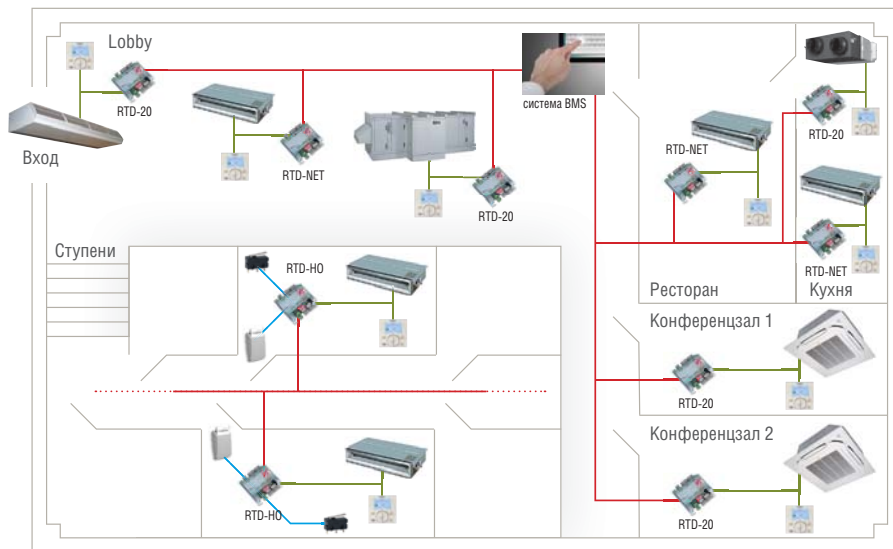 Lobby
RTD-20
Вход
RTD-NET
RTD-20
система BMS
RTD-NET
RTD-20
RTD-NET
Ресторан
Кухня
Ступени
RTD-HO
RTD-HO
Конференцзал 1
RTD-20
Конференцзал 2
RTD-20